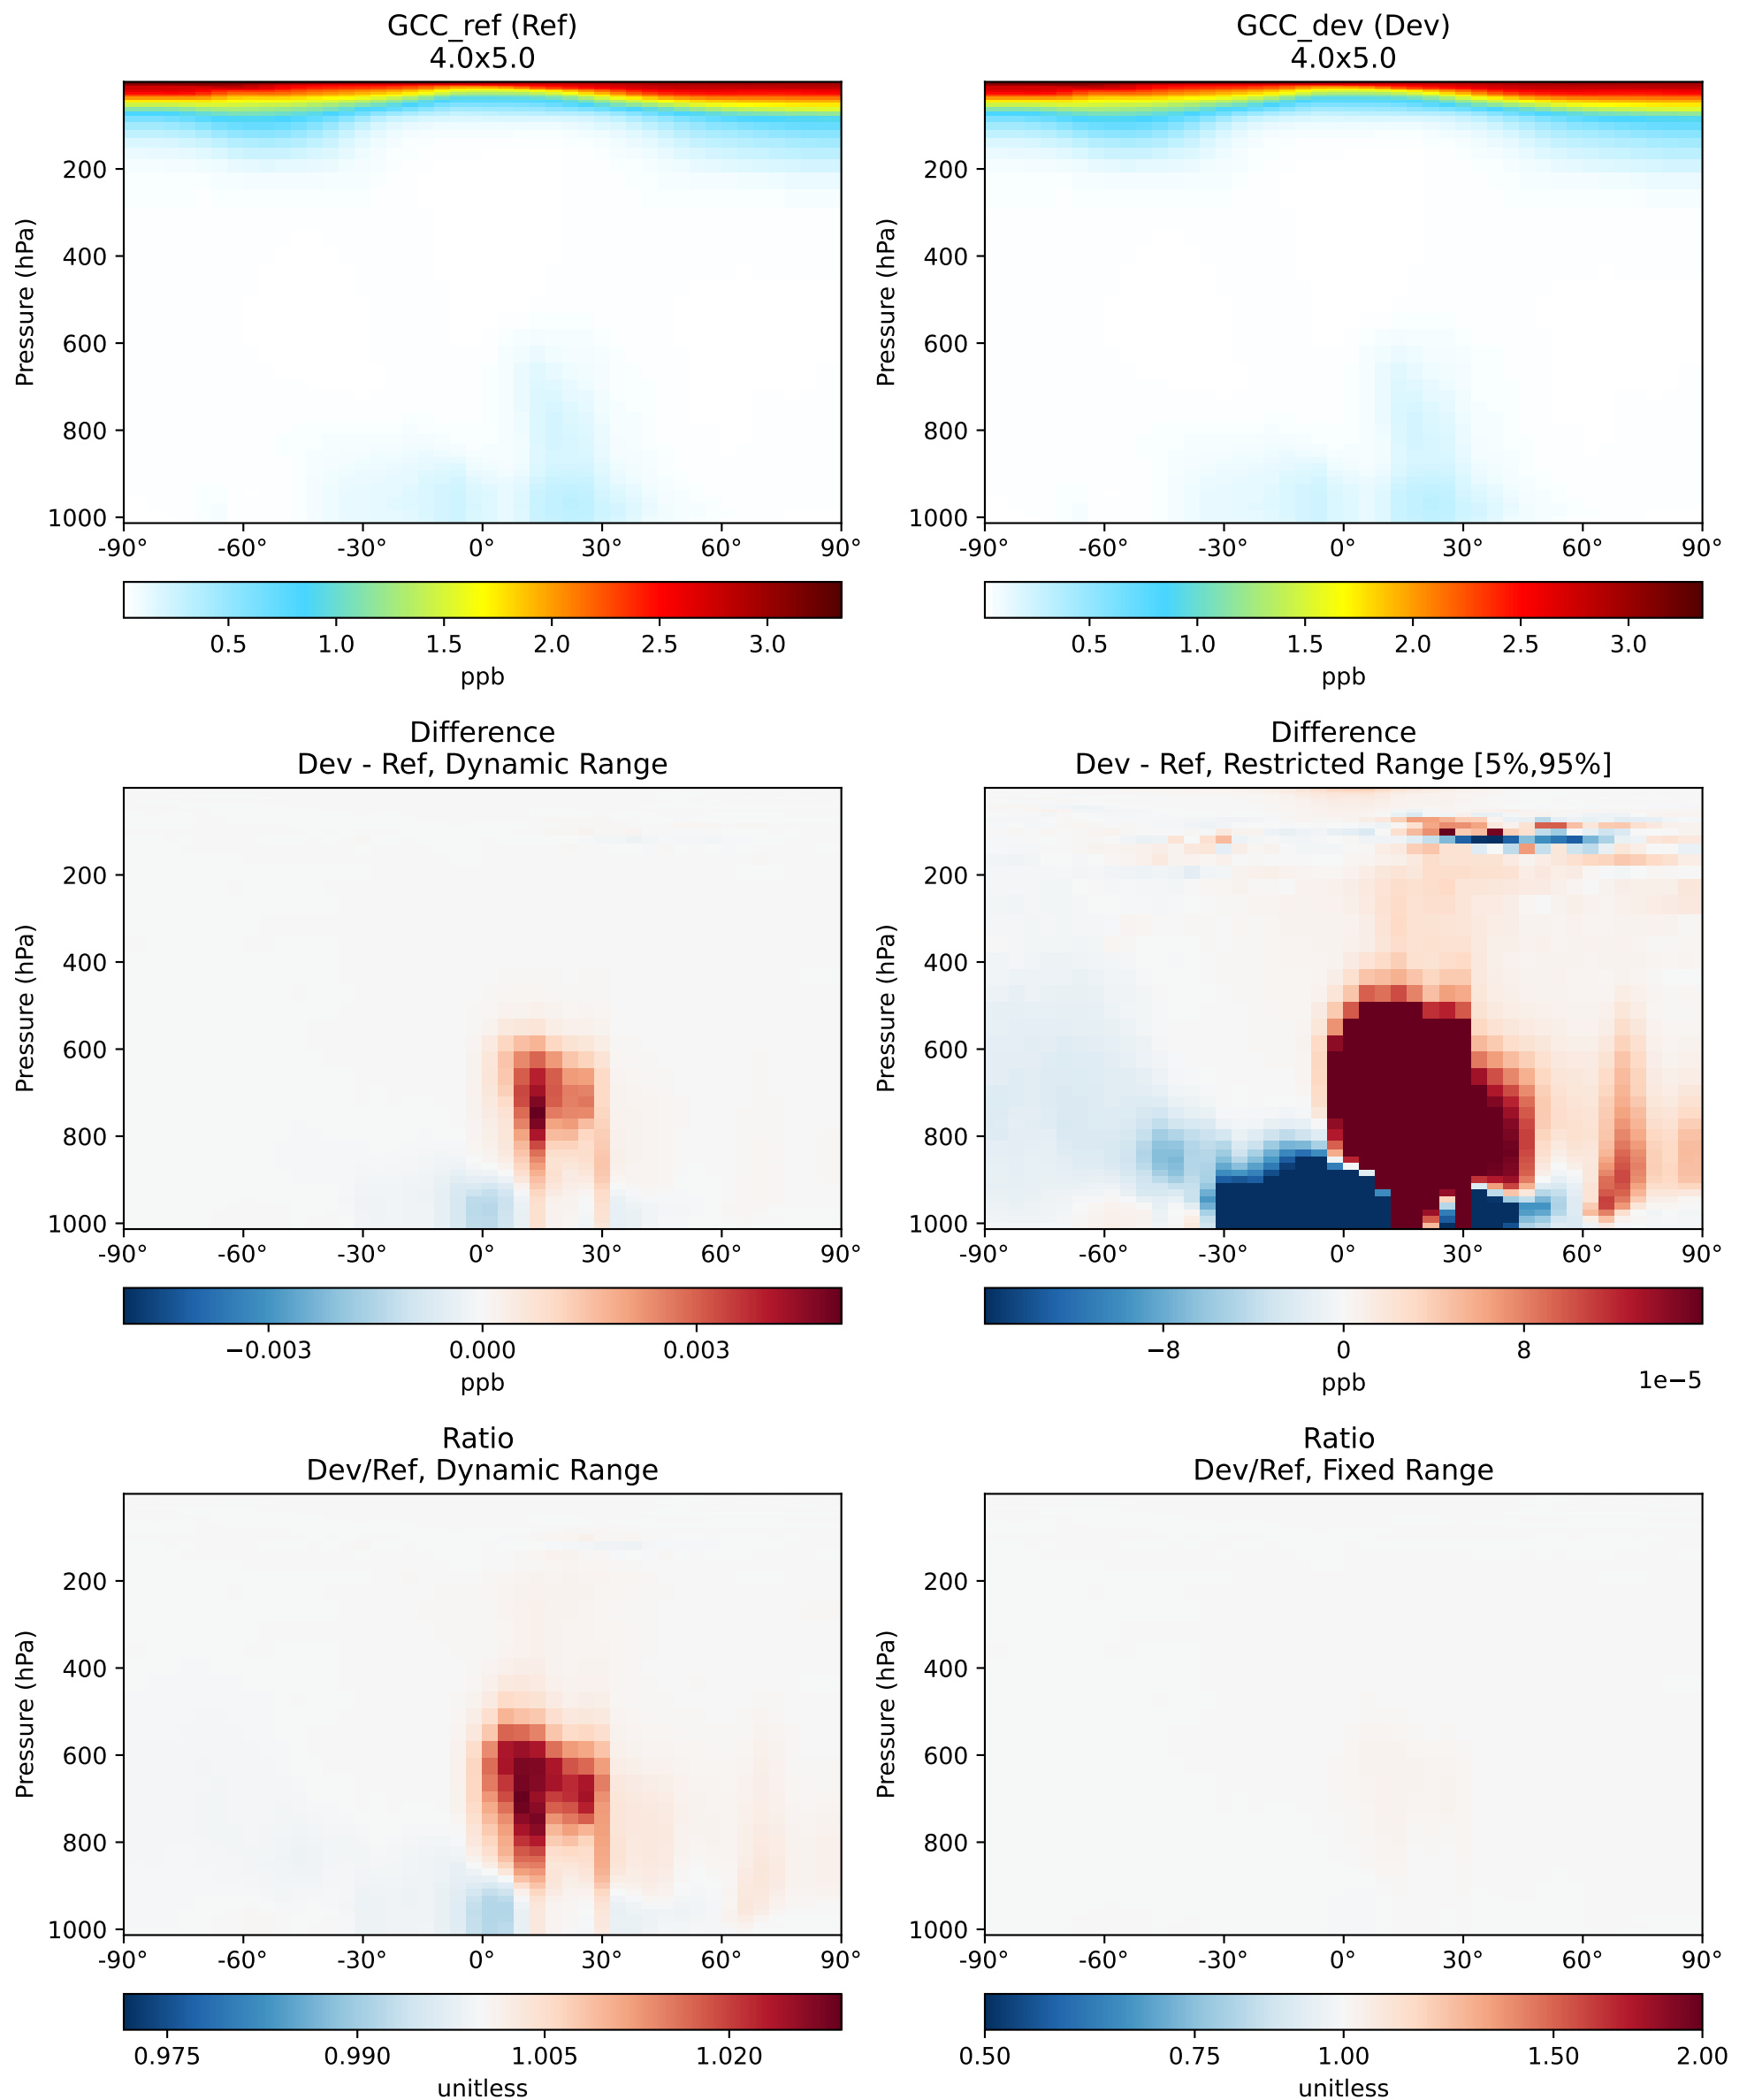 GCC_ref (Ref)
4.0x5.0
Pressure (hPa)
200
400
600
800
1000
-90° -60° -30° 0° 30° 60° 90°
0.5 1.0 1.5 2.0 2.5 3.0
ppb
GCC_dev (Dev)
4.0x5.0
Pressure (hPa)
200
400
600
800
1000
-90° -60° -30° 0° 30° 60° 90°
0.5 1.0 1.5 2.0 2.5 3.0
ppb
Difference
Dev - Ref, Dynamic Range
Pressure (hPa)
200
400
600
800
1000
-90° -60° -30° 0° 30° 60° 90°
−0.003 0.000 0.003
ppb
Difference
Dev - Ref, Restricted Range [5%,95%]
Pressure (hPa)
200
400
600
800
1000
-90° -60° -30° 0° 30° 60° 90°
−8 0 8
ppb 1e−5
Ratio
Dev/Ref, Dynamic Range
Pressure (hPa)
200
400
600
800
1000
-90° -60° -30° 0° 30° 60° 90°
0.975 0.990 1.005 1.020
unitless
Ratio
Dev/Ref, Fixed Range
Pressure (hPa)
200
400
600
800
1000
-90° -60° -30° 0° 30° 60° 90°
0.50 0.75 1.00 1.50 2.00
unitless